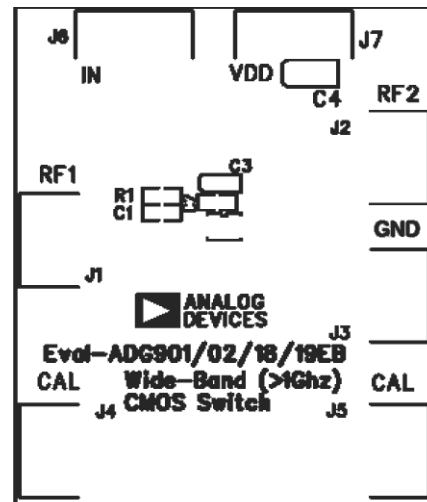 J6
J7
IN
VDD
C4
RF2
J2
RF1
C3
R1
C1
GND
J1
ANALOG
DEVICES
J3
Eval-ADG901/02/18/19EB
CAL
Wide-Band (>1Ghz)
CAL
J4
CMOS Switch
J5